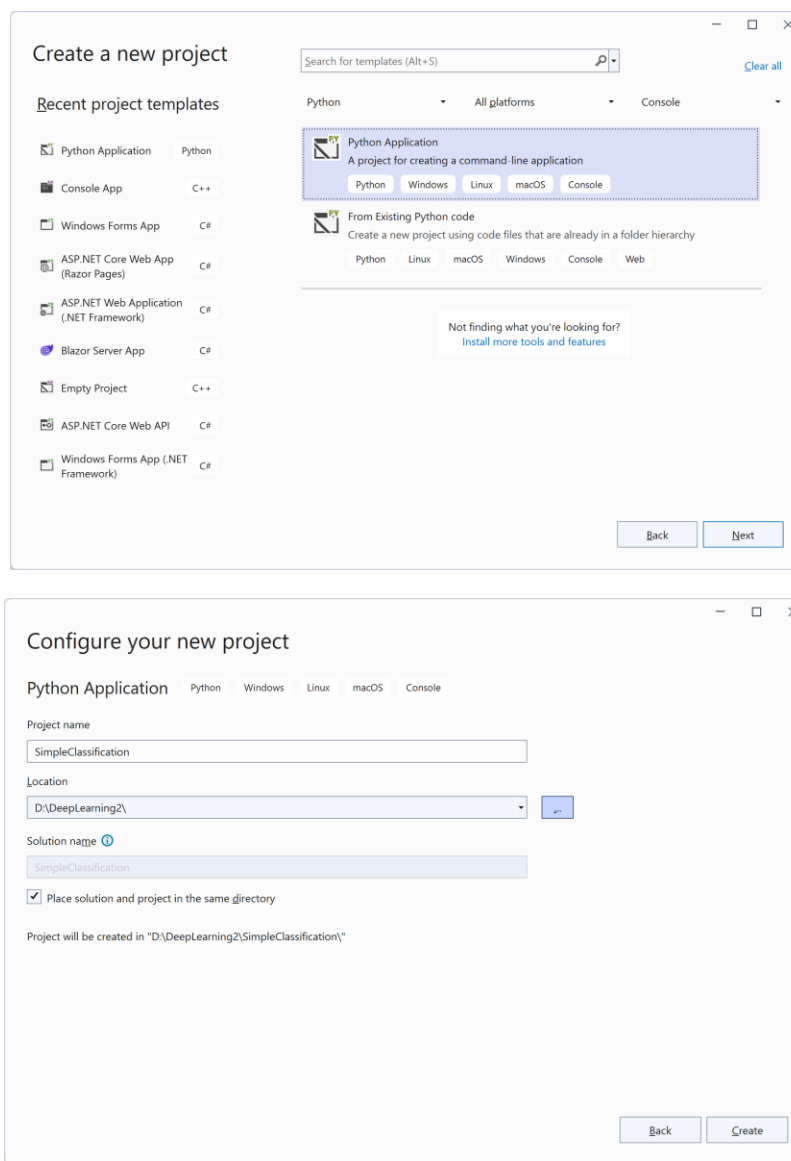 Create a new project
Search for templates (Alt+S)
Clear all
Recent project templates
Python All platforms Console
Python Application Python
Console App C++
Windows Forms App C#
ASP.NET Core Web App
(Razor Pages) C#
ASP.NET Web Application
(.NET Framework) C#
Blazor Server App C#
Empty Project C++
ASP.NET Core Web API C#
Windows Forms App (.NET
Framework) C#
Python Application
A project for creating a command-line application
Python Windows Linux macOS Console
From Existing Python code
Create a new project using code files that are already in a folder hierarchy
Python Linux macOS Windows Console Web
Not finding what you're looking for?
Install more tools and features
Back Next
Configure your new project
Python Application Python Windows Linux macOS Console
Project name
SimpleClassification
Location
D:\DeepLearning2\
...
Solution name
SimpleClassification
Place solution and project in the same directory
Project will be created in "D:\DeepLearning2\SimpleClassification\"
Back Create